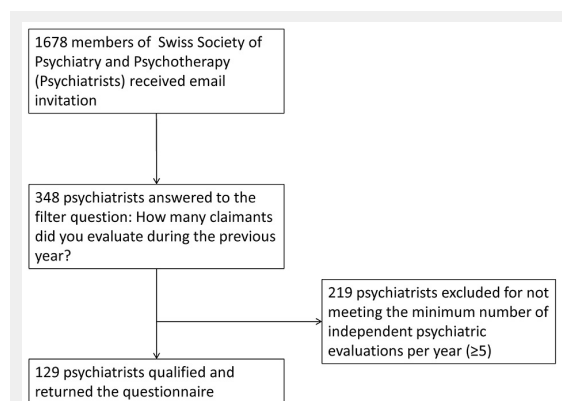 1678 members of Swiss Society of
Psychiatry and Psychotherapy
(Psychiatrists) received email
invitation
348 psychiatrists answered to the
filter question: How many claimants
did you evaluate during the previous
year?
219 psychiatrists excluded for not
meeting the minimum number of
independent psychiatric
evaluations per year (≥5)
129 psychiatrists qualified and
returned the questionnaire